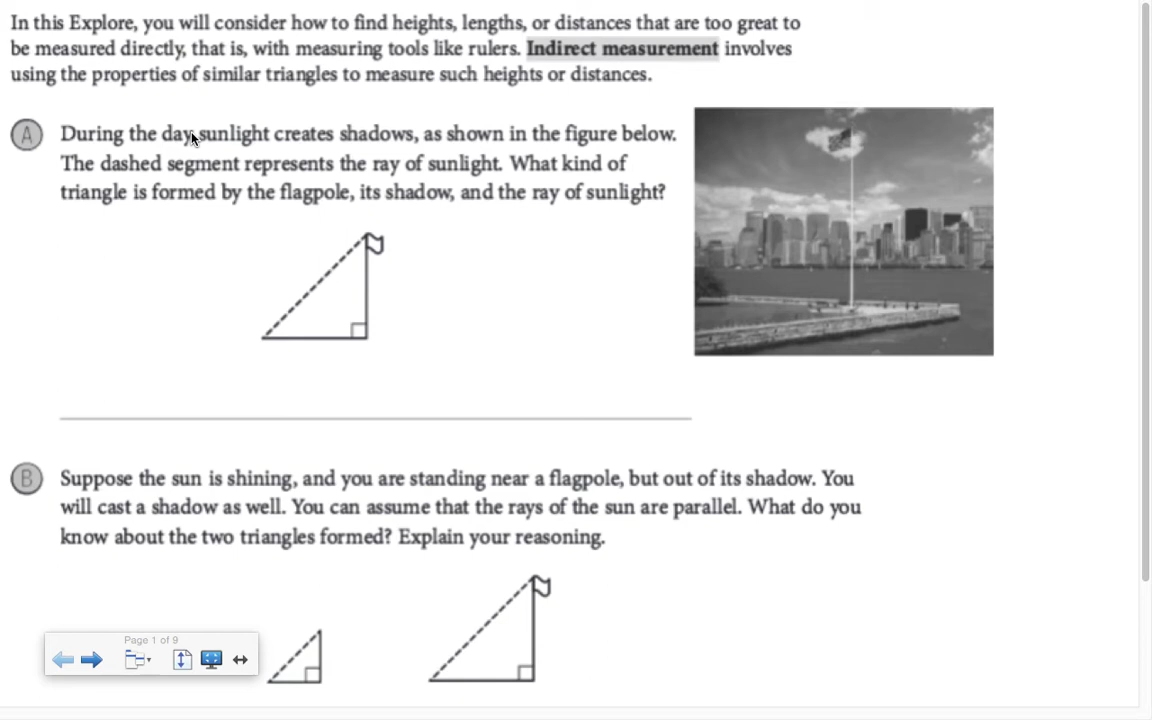 In this Explore, you will consider how to find heights, lengths, or distances that are too great to
be measured directly, that is, with measuring tools like rulers. Indirect measurement involves
using the properties of similar triangles to measure such heights or distances.
A During the day, sunlight creates shadows, as shown in the figure below.
The dashed segment represents the ray of sunlight. What kind of
triangle is formed by the flagpole, its shadow, and the ray of sunlight?
B Suppose the sun is shining, and you are standing near a flagpole, but out of its shadow. You
will cast a shadow as well. You can assume that the rays of the sun are parallel. What do you
know about the two triangles formed? Explain your reasoning.
Page 1 of 9